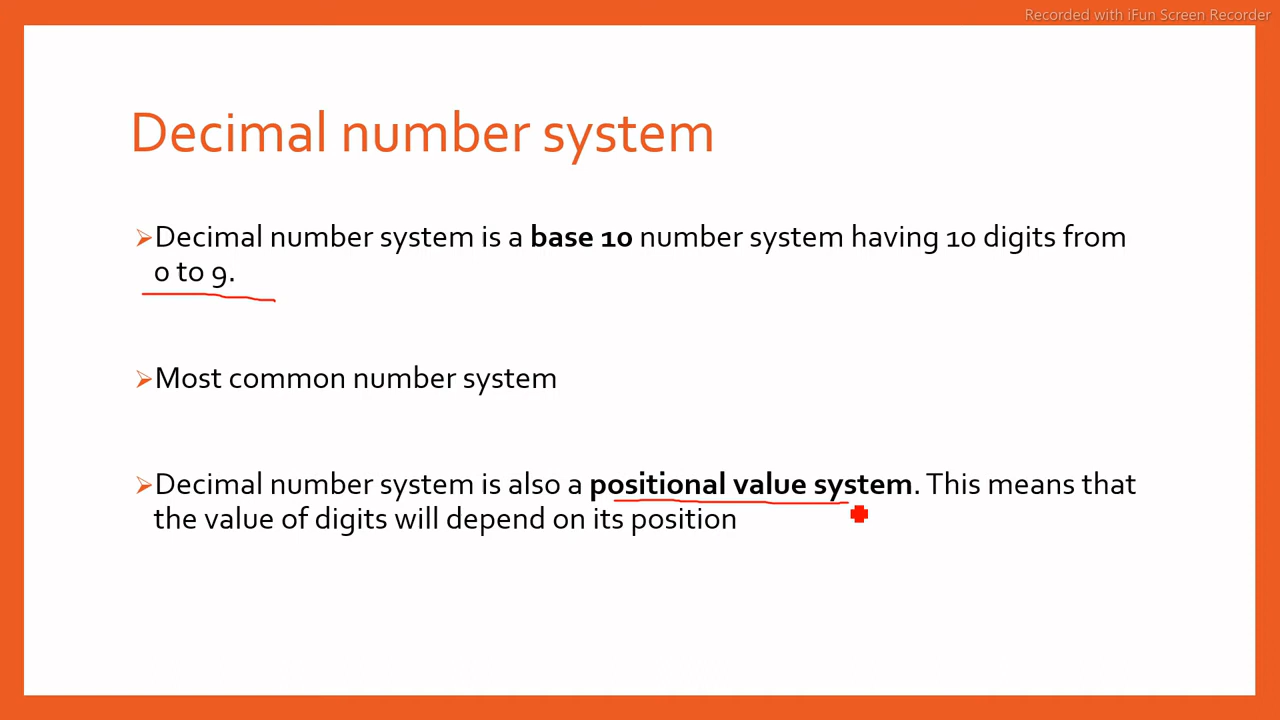 Recorded with iFun Screen Recorder
Decimal number system
Decimal number system is a base 10 number system having 10 digits from
0 to 9.
Most common number system
Decimal number system is also a positional value system. This means that
the value of digits will depend on its position